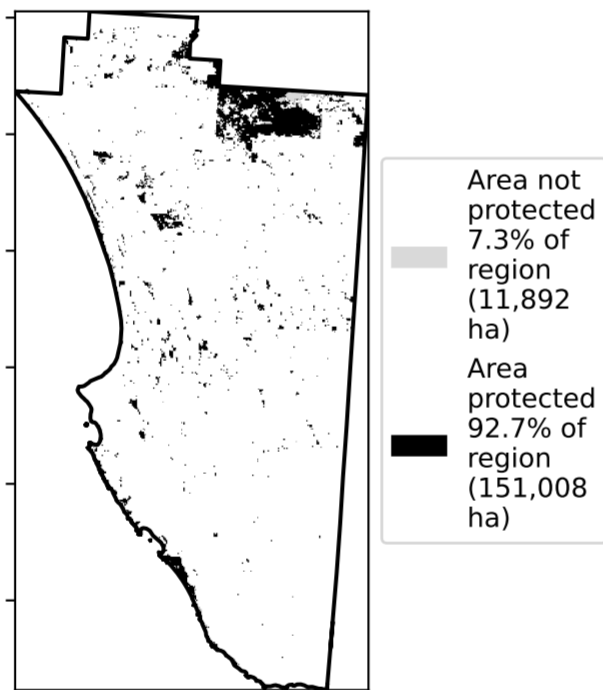 Area not
protected
7.3% of
region
(11,892
ha)
Area
protected
92.7% of
region
(151,008
ha)